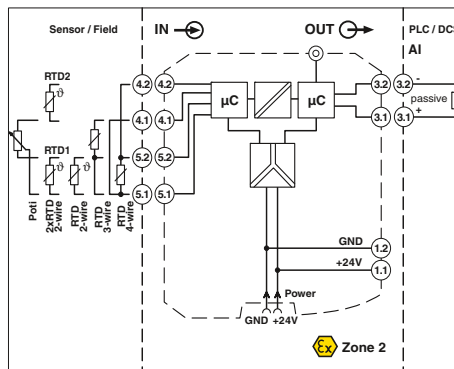 Sensor / Field
IN
OUT
PLC / DCS
AI
RTD2
ϑ
4.2
4.2
µC
µC
3.2
3.2
-
passive
4.1
4.1
3.1
3.1
+
RTD1
5.2
5.2
ϑ
ϑ
5.1
5.1
Poti
2xRTD
2-wire
RTD
2-wire
RTD
3-wire
RTD
4-wire
GND
1.2
+24V
1.1
Power
GND +24V
Ex Zone 2